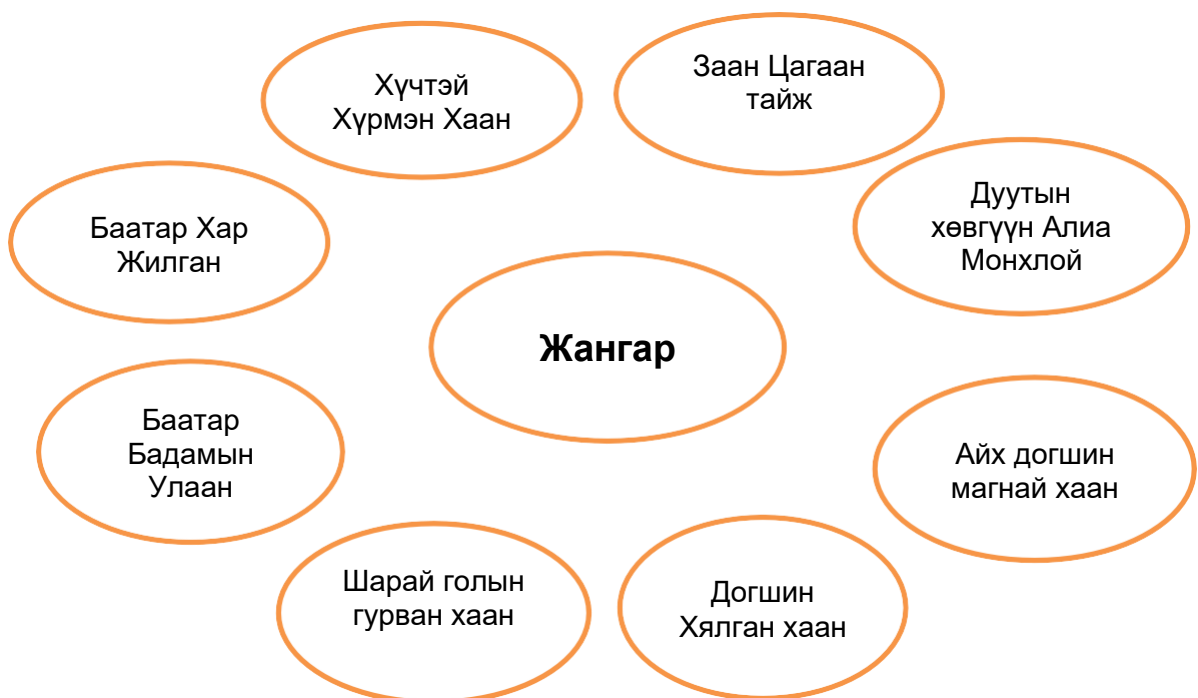 Хүчтэй
Хүрмэн Хаан
Заан Цагаан
тайж
Баатар Хар
Жилган
Дуутын
хөвгүүн Алиа
Монхлой
Жангар
Баатар
Бадамын
Улаан
Айх догшин
магнай хаан
Шарай голын
гурван хаан
Догшин
Хялган хаан